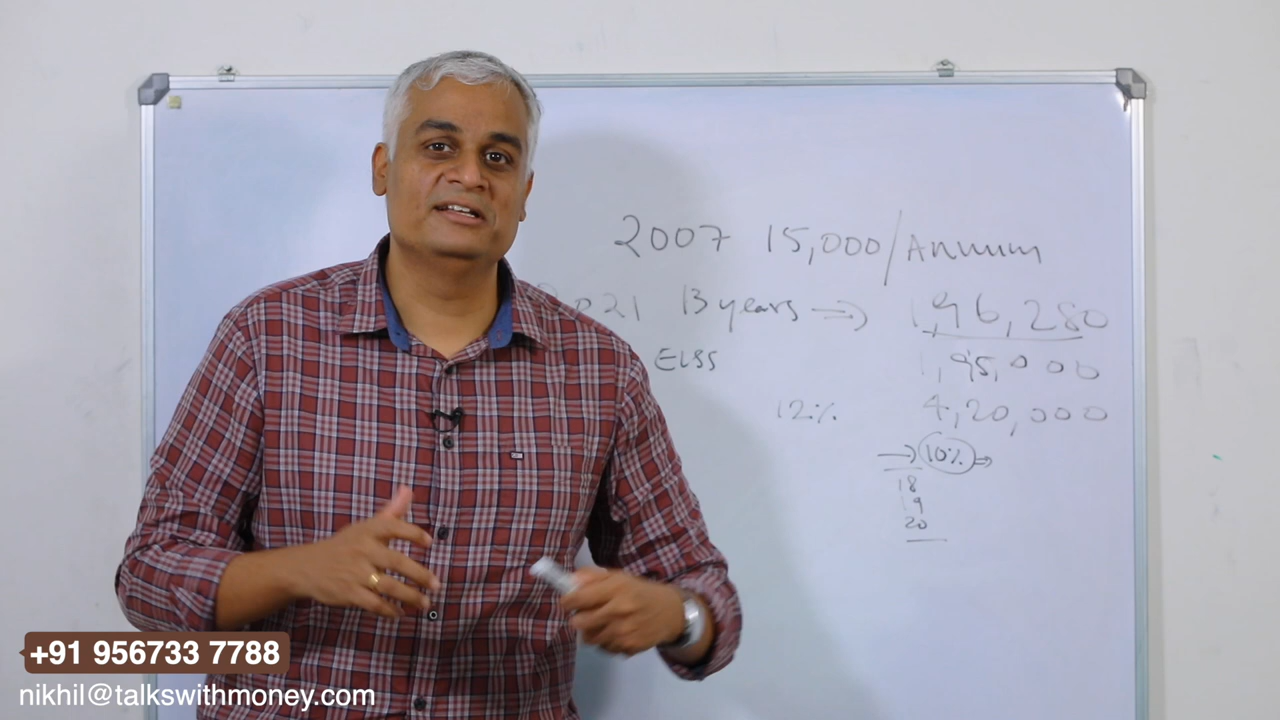 2007 15,000/Annum
2021 13 years → 1,96,280
ELSS 1,95,000
12% 4,20,000
→ 10% →
18
19
20
+91 956733 7788
nikhil@talkswithmoney.com